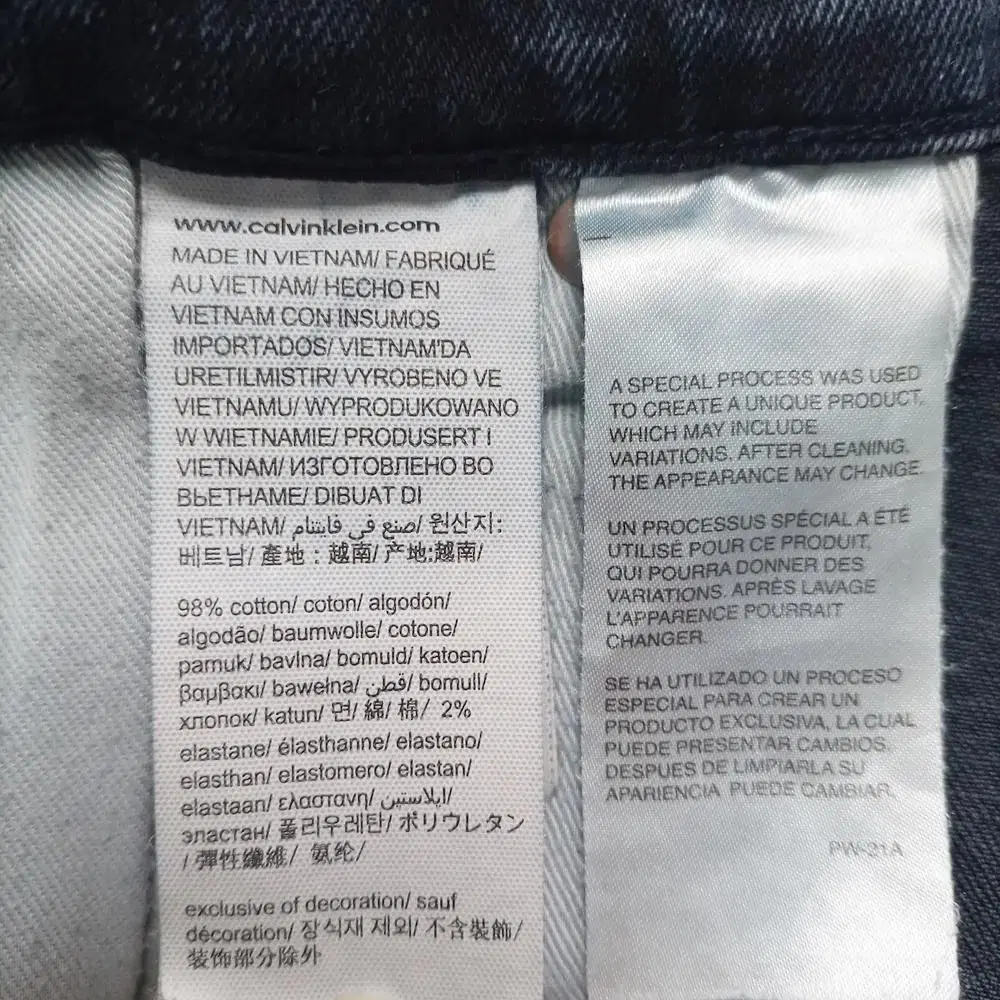 www.calvinklein.com
MADE IN VIETNAM/ FABRIQUÉ
AU VIETNAM/ HECHO EN
VIETNAM CON INSUMOS
IMPORTADOS/ VIETNAM'DA
URETILMISTIR/ VYROBENO VE
VIETNAMU/ WYPRODUKOWANO
W WIETNAMIE/ PRODUSERT I
VIETNAM/ ИЗГОТОВЛЕНО ВО
ВЬЕТНАМЕ/ DIBUAT DI
VIETNAM/ صنع في فايتنام/ 원산지:
베트남/ 產地：越南/ 产地:越南/
98% cotton/ coton/ algodón/
algodão/ baumwolle/ cotone/
pamuk/ bavlna/ bomuld/ katoen/
βαμβακι/ bawełna/ قطن/ bomull/
хлопок/ katun/ 면/ 綿/ 棉/ 2%
elastane/ élasthanne/ elastano/
elasthan/ elastomero/ elastan/
elastaan/ ελαστανη/ إيلاستين/
эластан/ 폴리우레탄/ ポリウレタン
/ 彈性纖維/ 氨纶/
exclusive of decoration/ sauf
décoration/ 장식재 제외/ 不含裝飾/
装饰部分除外
A SPECIAL PROCESS WAS USED
TO CREATE A UNIQUE PRODUCT,
WHICH MAY INCLUDE
VARIATIONS. AFTER CLEANING,
THE APPEARANCE MAY CHANGE.
UN PROCESSUS SPÉCIAL A ÉTÉ
UTILISÉ POUR CE PRODUIT,
QUI POURRA DONNER DES
VARIATIONS. APRÈS LAVAGE
L'APPARENCE POURRAIT
CHANGER.
SE HA UTILIZADO UN PROCESO
ESPECIAL PARA CREAR UN
PRODUCTO EXCLUSIVA, LA CUAL
PUEDE PRESENTAR CAMBIOS.
DESPUES DE LIMPIARLA SU
APARIENCIA PUEDE CAMBIAR.
PW-21A